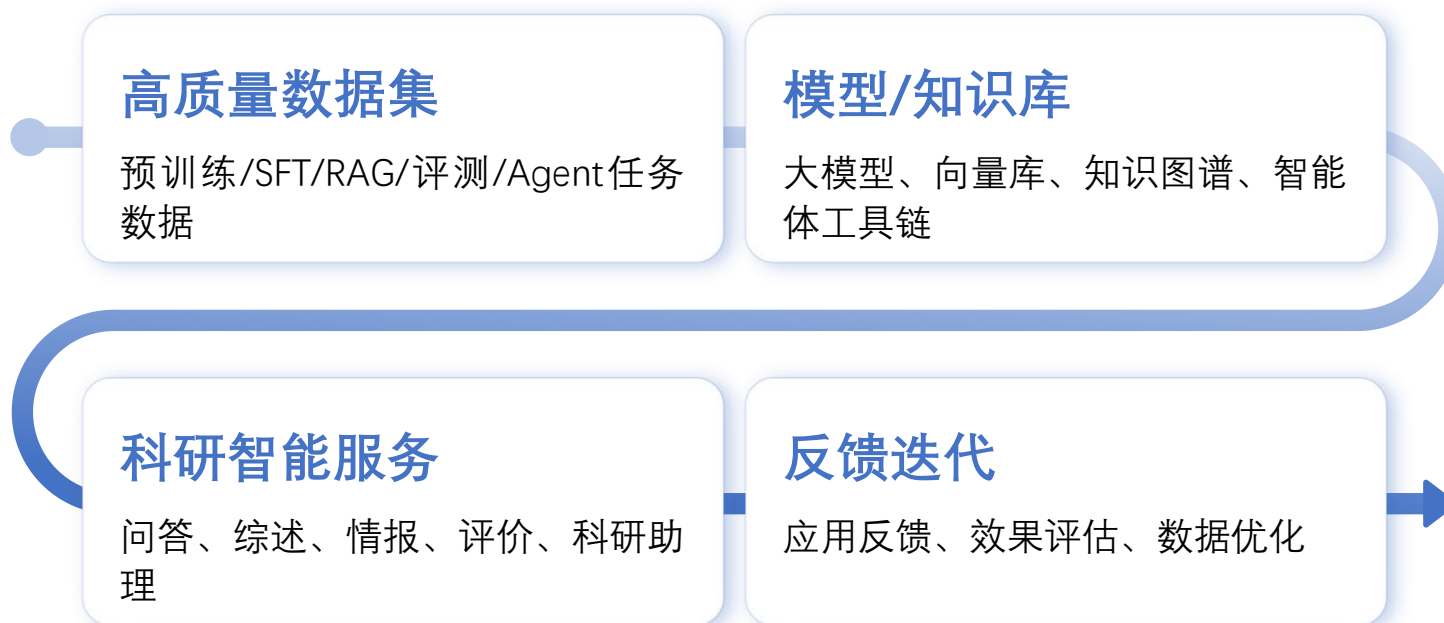 高质量数据集
预训练/SFT/RAG/评测/Agent任务
数据
模型/知识库
大模型、向量库、知识图谱、智能
体工具链
科研智能服务
问答、综述、情报、评价、科研助
理
反馈迭代
应用反馈、效果评估、数据优化